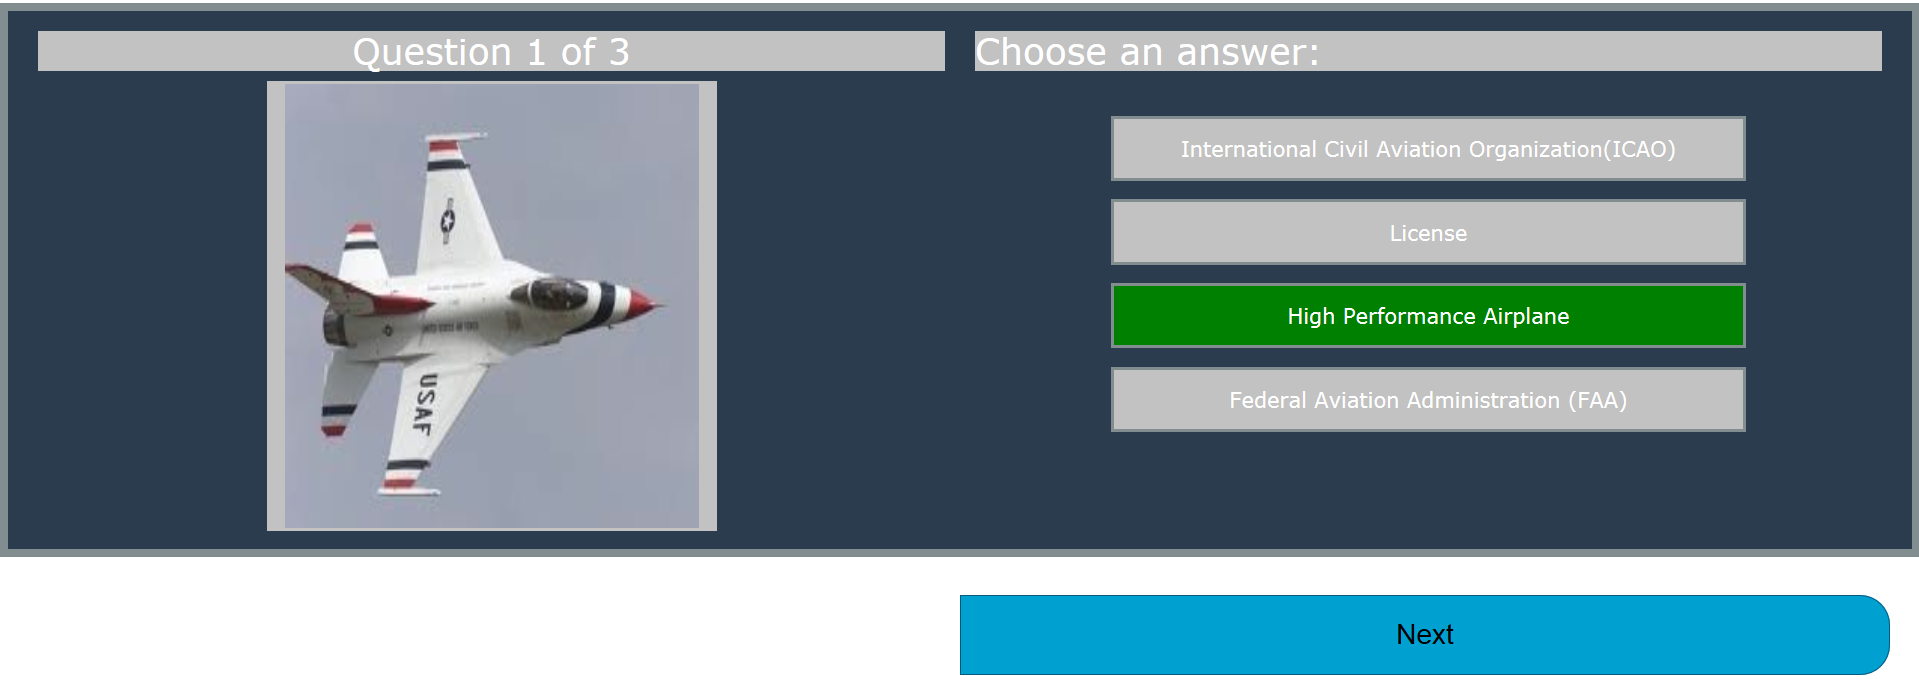 Question 1 of 3
USAF
Choose an answer:
International Civil Aviation Organization(ICAO)
License
High Performance Airplane
Federal Aviation Administration (FAA)
Next